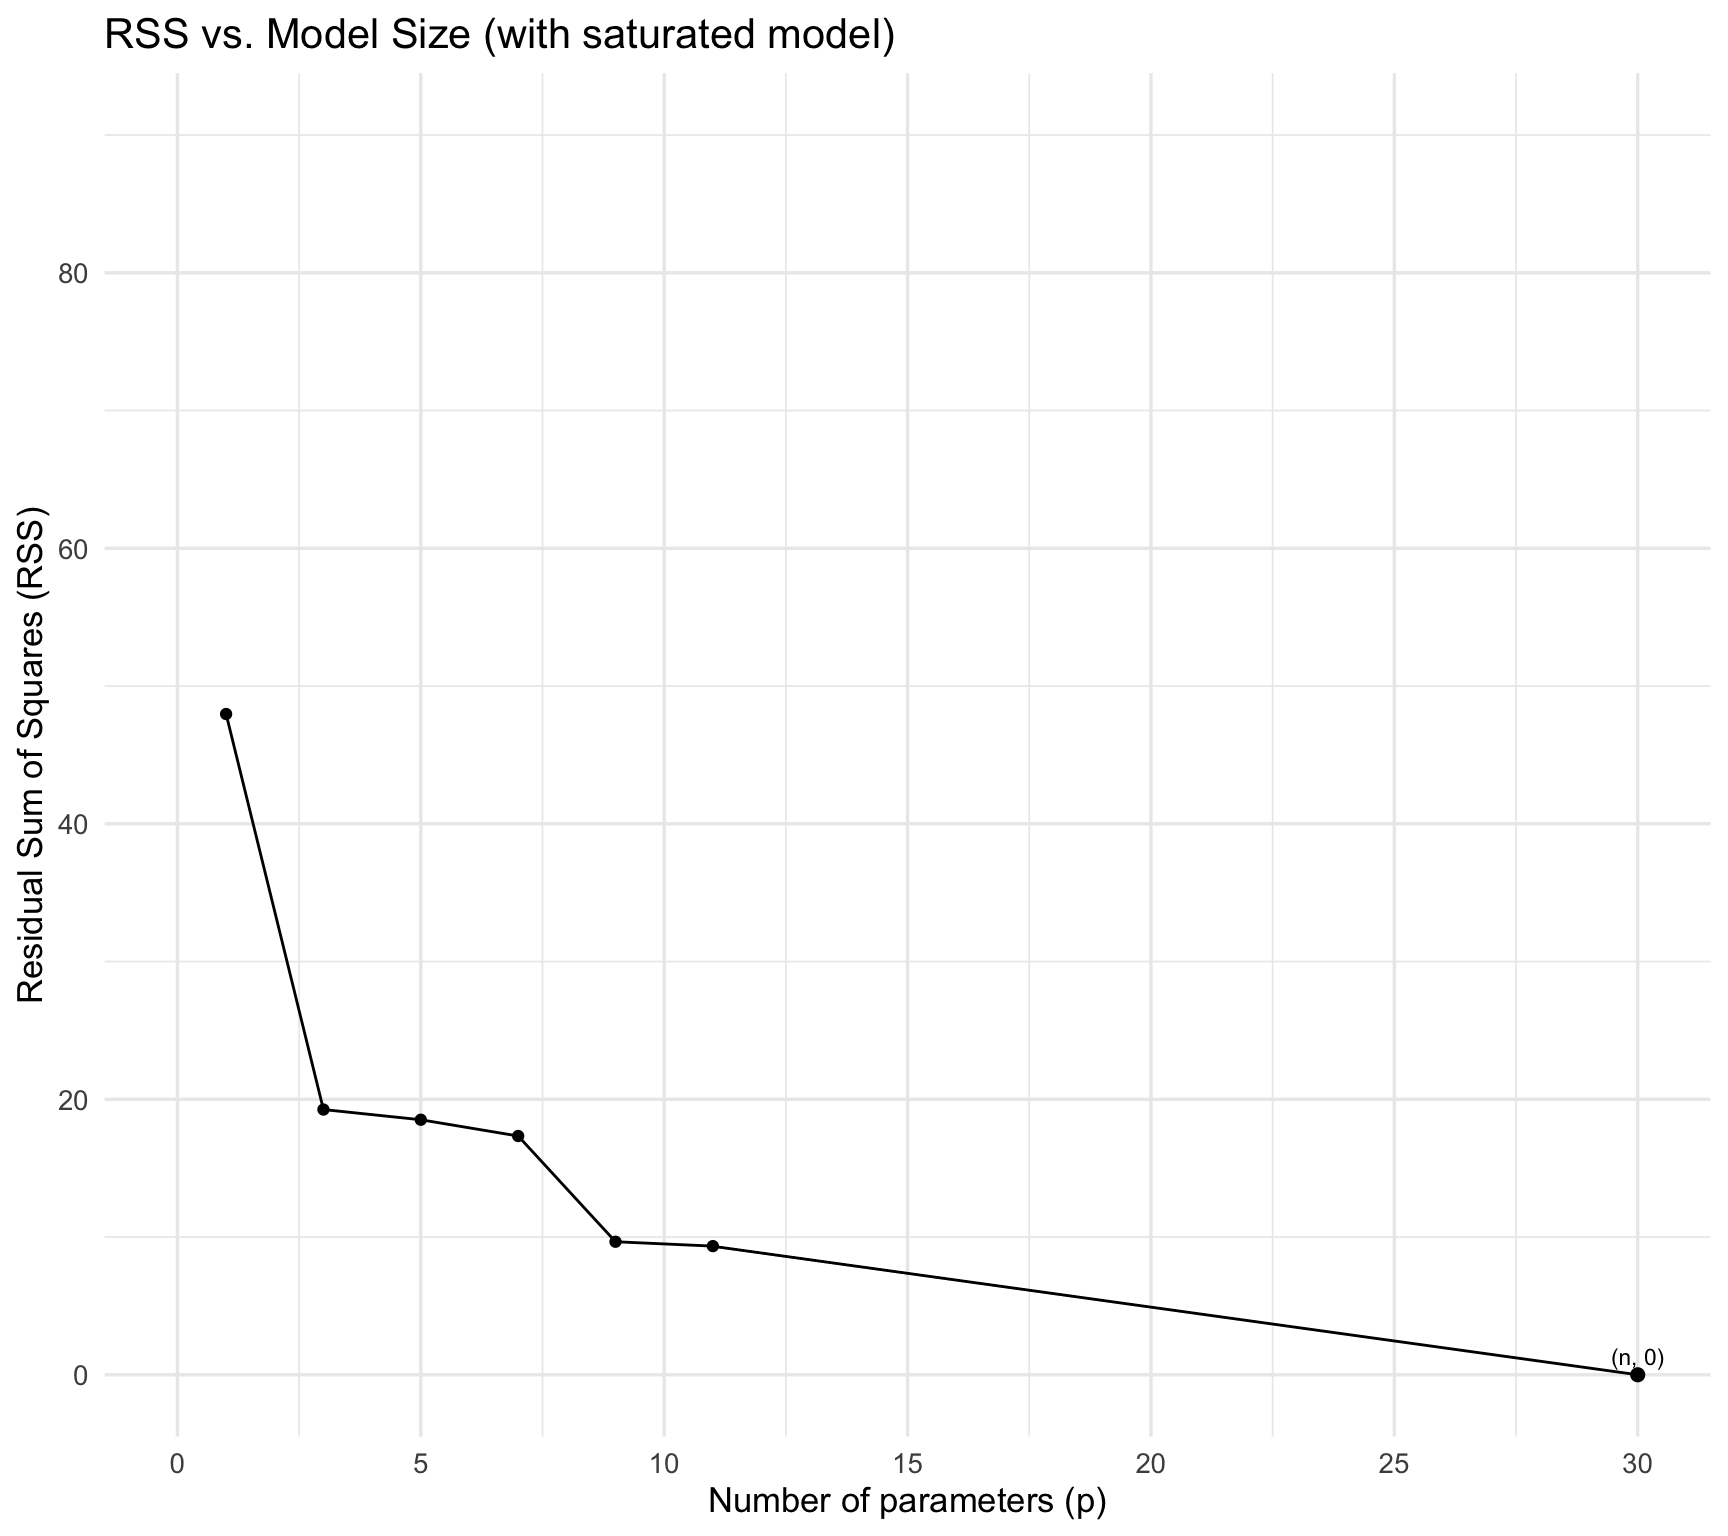 RSS vs. Model Size (with saturated model)
Residual Sum of Squares (RSS)
80
60
40
20
0
(n, 0)
0 5 10 15 20 25 30
Number of parameters (p)